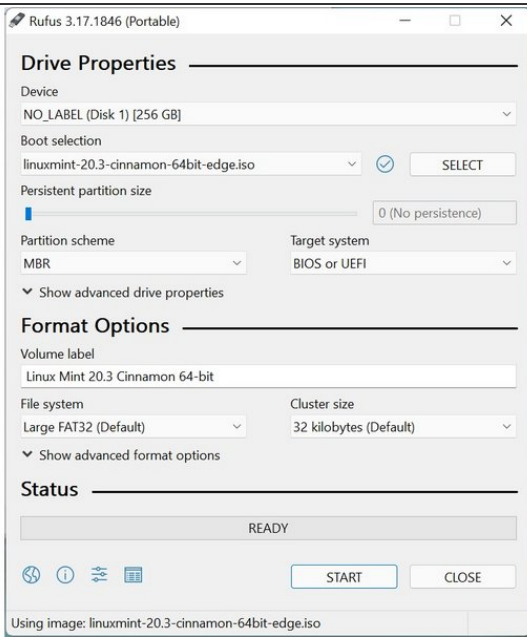 Rufus 3.17.1846 (Portable)
Drive Properties
Device
NO_LABEL (Disk 1) [256 GB]
Boot selection
linuxmint-20.3-cinnamon-64bit-edge.iso
SELECT
Persistent partition size
0 (No persistence)
Partition scheme
Target system
MBR
BIOS or UEFI
Show advanced drive properties
Format Options
Volume label
Linux Mint 20.3 Cinnamon 64-bit
File system
Cluster size
Large FAT32 (Default)
32 kilobytes (Default)
Show advanced format options
Status
READY
START
CLOSE
Using image: linuxmint-20.3-cinnamon-64bit-edge.iso